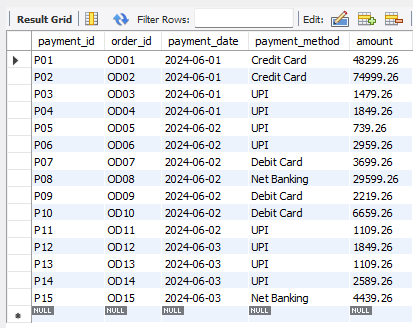 Result Grid Filter Rows: Edit:
payment_id order_id payment_date payment_method amount
P01 OD01 2024-06-01 Credit Card 48299.26
P02 OD02 2024-06-01 Credit Card 74999.26
P03 OD03 2024-06-01 UPI 1479.26
P04 OD04 2024-06-01 UPI 1849.26
P05 OD05 2024-06-02 UPI 739.26
P06 OD06 2024-06-02 UPI 2959.26
P07 OD07 2024-06-02 Debit Card 3699.26
P08 OD08 2024-06-02 Net Banking 29599.26
P09 OD09 2024-06-02 Debit Card 2219.26
P10 OD10 2024-06-02 Debit Card 6659.26
P11 OD11 2024-06-02 UPI 1109.26
P12 OD12 2024-06-03 UPI 1849.26
P13 OD13 2024-06-03 UPI 1109.26
P14 OD14 2024-06-03 UPI 2589.26
P15 OD15 2024-06-03 Net Banking 4439.26
NULL NULL NULL NULL NULL